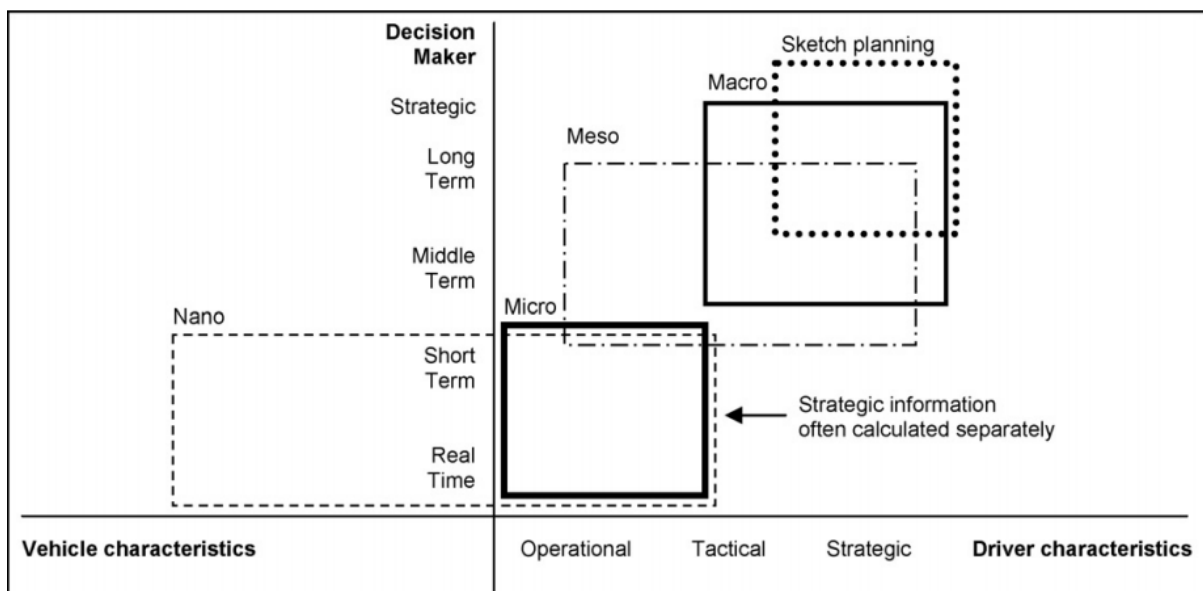 Decision
Maker
Sketch planning
Macro
Strategic
Meso
Long
Term
Middle
Term
Micro
Nano
Short
Term
Strategic information
often calculated separately
Real
Time
Vehicle characteristics
Operational
Tactical
Strategic
Driver characteristics